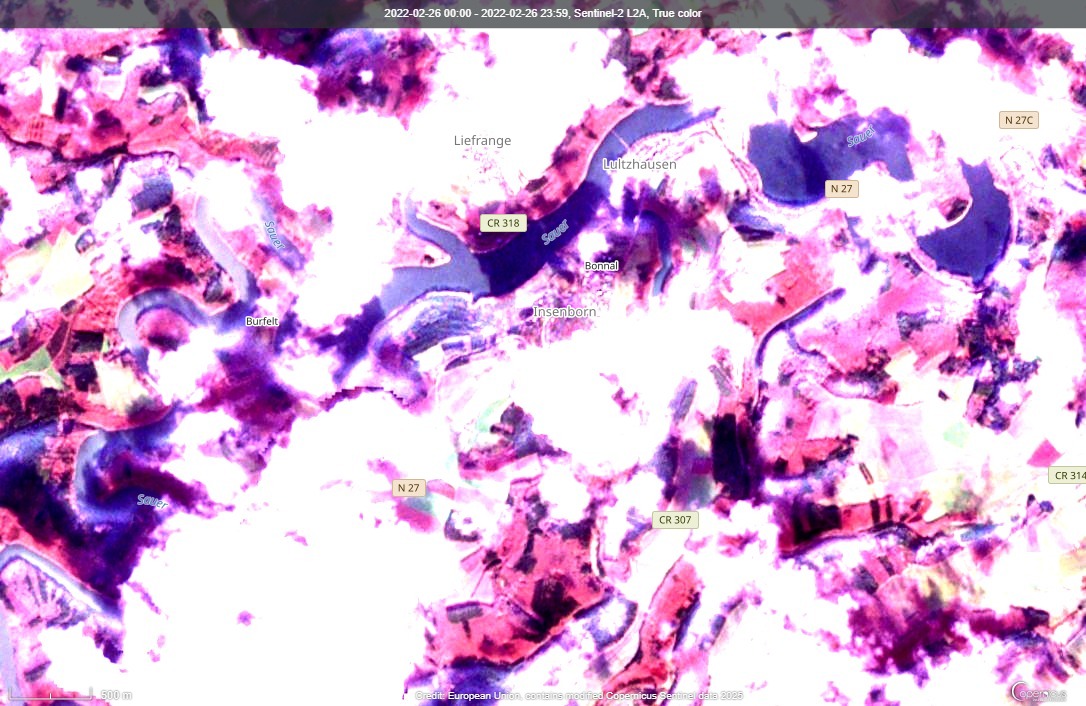 2022-02-26 00:00 - 2022-02-26 23:59, Sentinel-2 L2A, True color
N 27C
Liefrange
Sauer
Lultzhausen
N 27
CR 318
Sauer
Sauer
Bonnal
Insenborn
Burfelt
CR 314
N 27
Sauer
CR 307
500 m
Credit: European Union, contains modified Copernicus Sentinel data 2025
opernicus